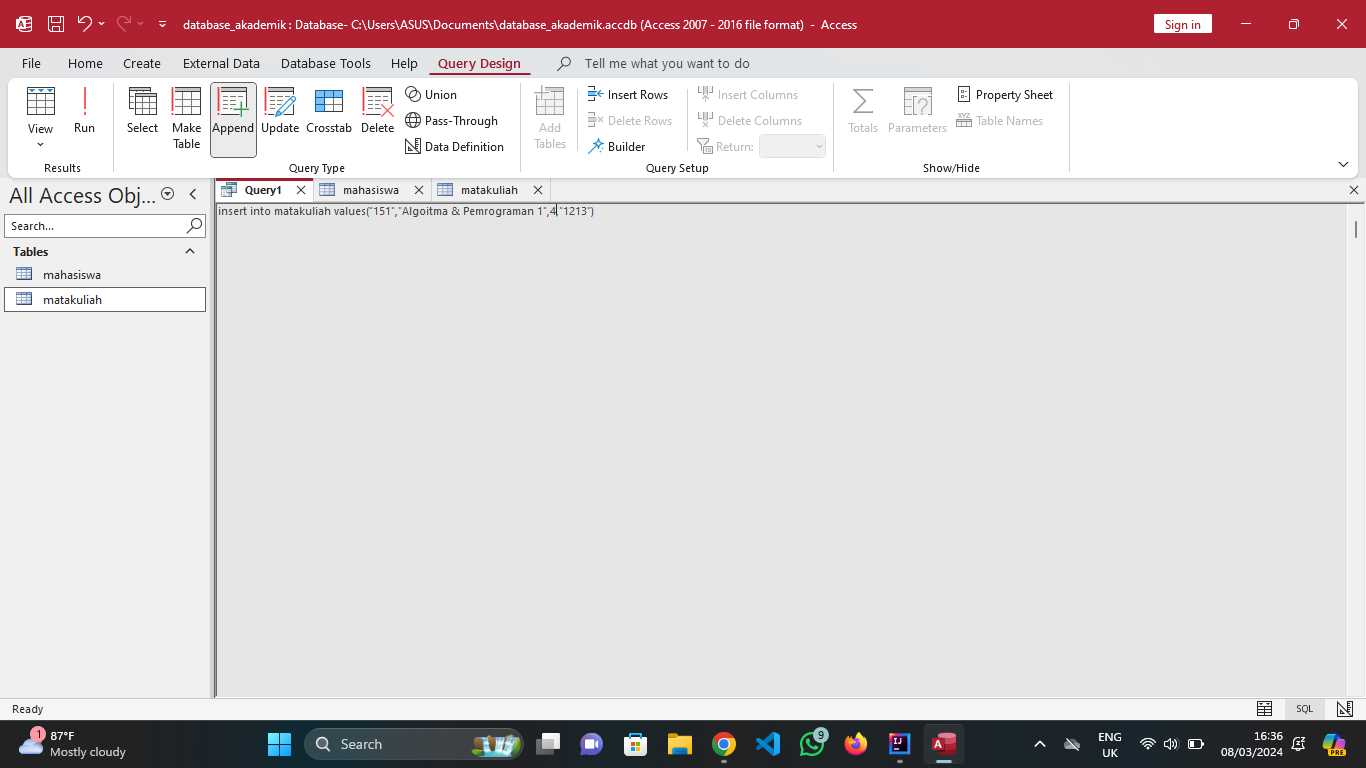 database_akademik : Database- C:\Users\ASUS\Documents\database_akademik.accdb (Access 2007 - 2016 file format) - Access
Sign in
File Home Create External Data Database Tools Help Query Design Tell me what you want to do
View
Run
Results
Select
Make Table
Append
Update
Crosstab
Delete
Union
Pass-Through
Data Definition
Query Type
Add Tables
Insert Rows
Delete Rows
Builder
Insert Columns
Delete Columns
Return:
Query Setup
Totals
Parameters
Property Sheet
Table Names
Show/Hide
All Access Obj...
Search...
Tables
mahasiswa
matakuliah
Query1 mahasiswa matakuliah
insert into matakuliah values("151","Algoitma & Pemrograman 1",4,"1213")
Ready
SQL
1
87°F
Mostly cloudy
Search
9
ENG
UK
16:36
08/03/2024
PRE